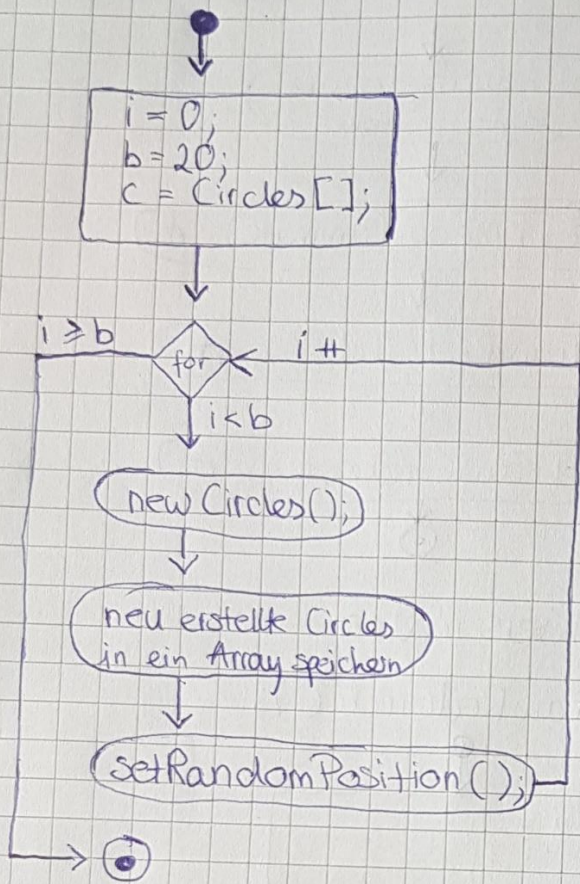 i = 0;
b = 20;
c = Circles [ ];
i ≥ b
for
i ++
i < b
new Circles();
neu erstellte Circles
in ein Array speichern
setRandomPosition();